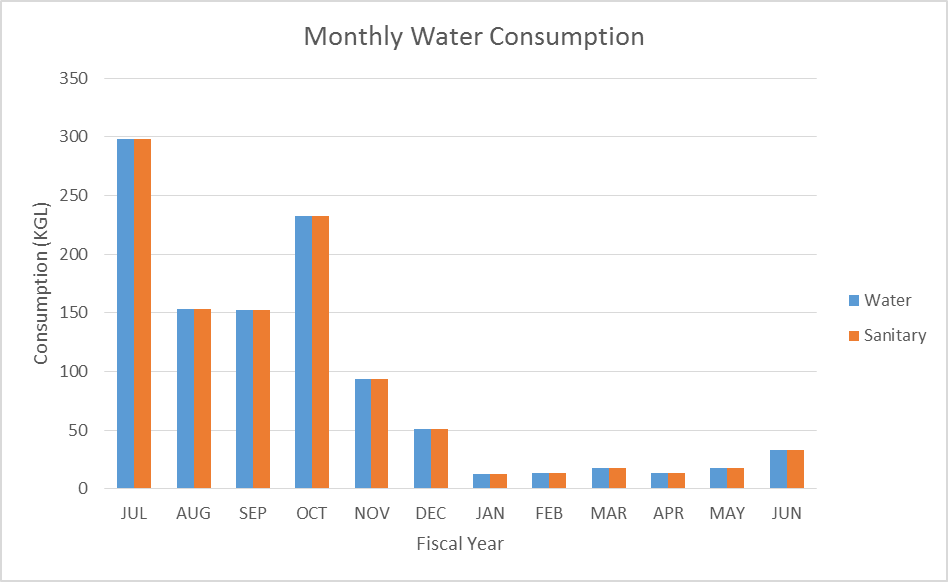 Monthly Water Consumption
350
300
250
200
150
100
50
0
Consumption (KGL)
JUL AUG SEP OCT NOV DEC JAN FEB MAR APR MAY JUN
Fiscal Year
Water
Sanitary